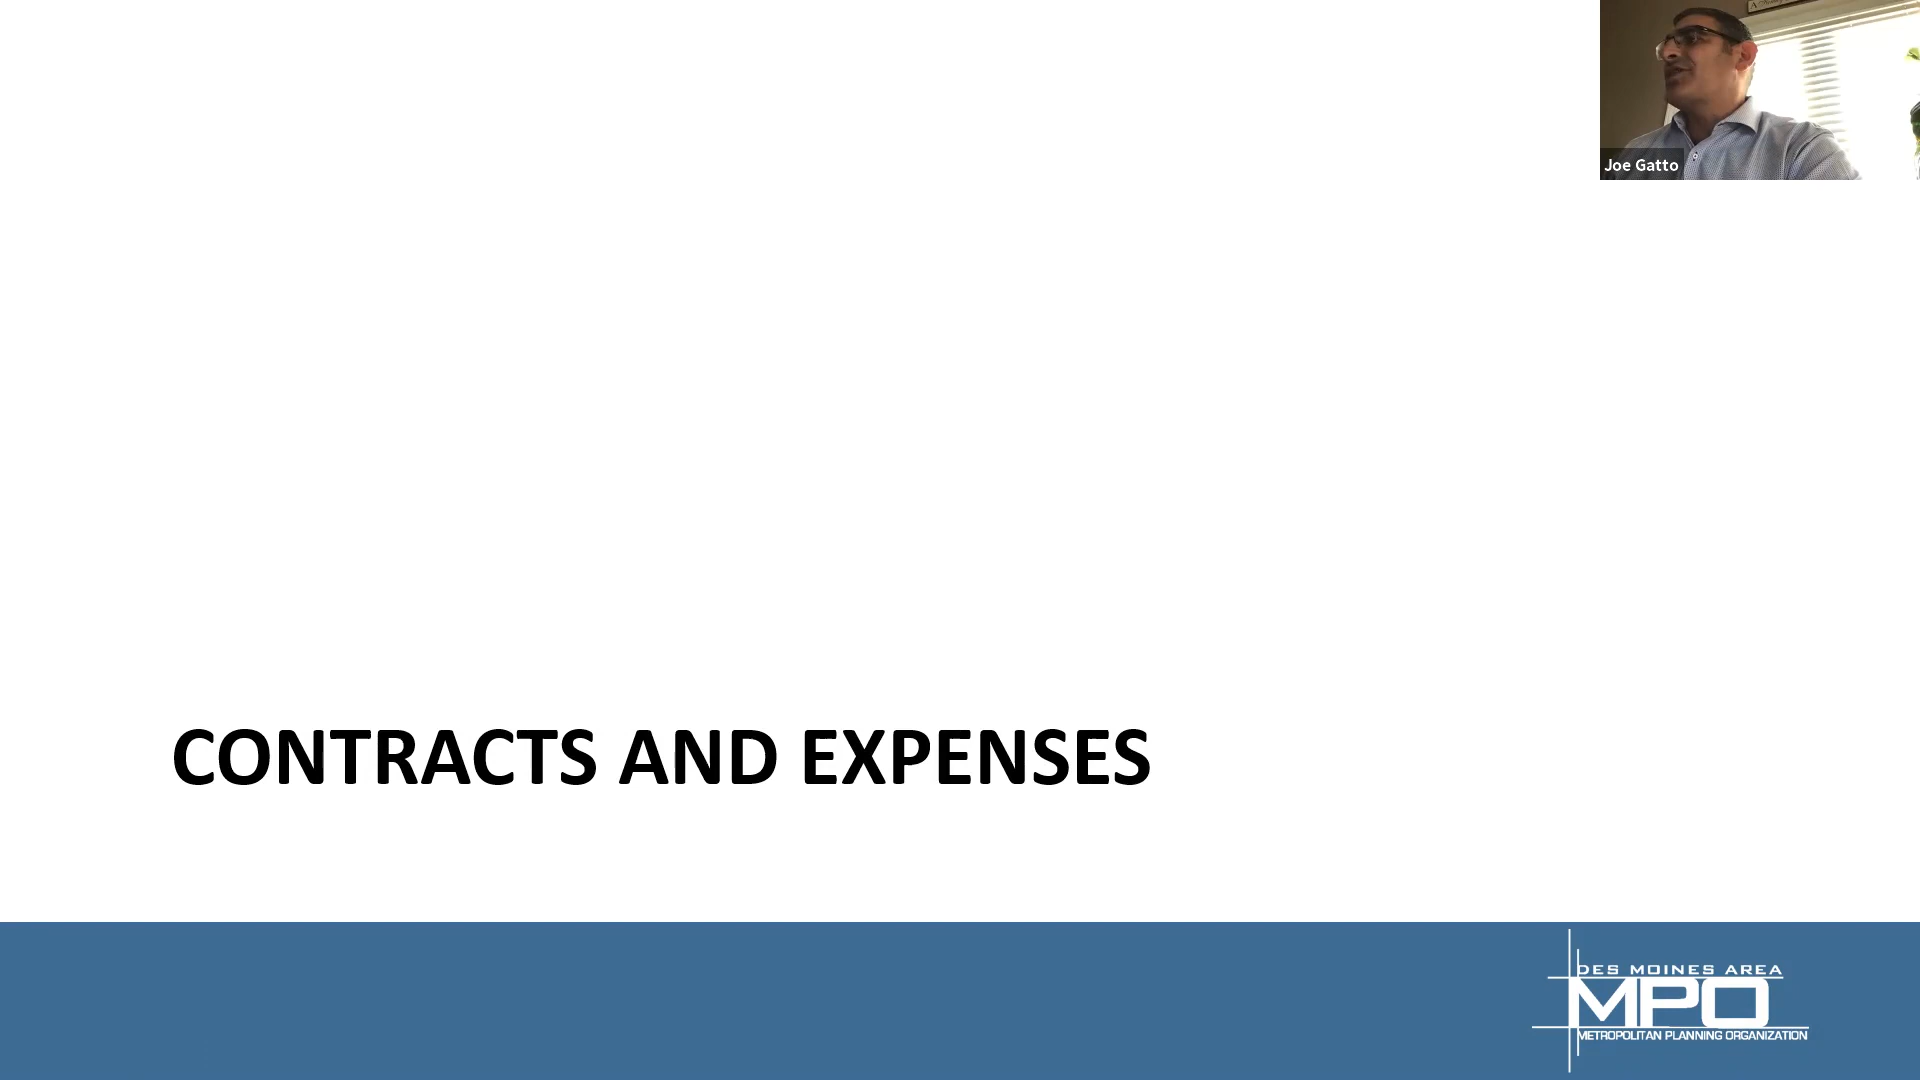 Joe Gatto
CONTRACTS AND EXPENSES
DES MOINES AREA
MPO
METROPOLITAN PLANNING ORGANIZATION